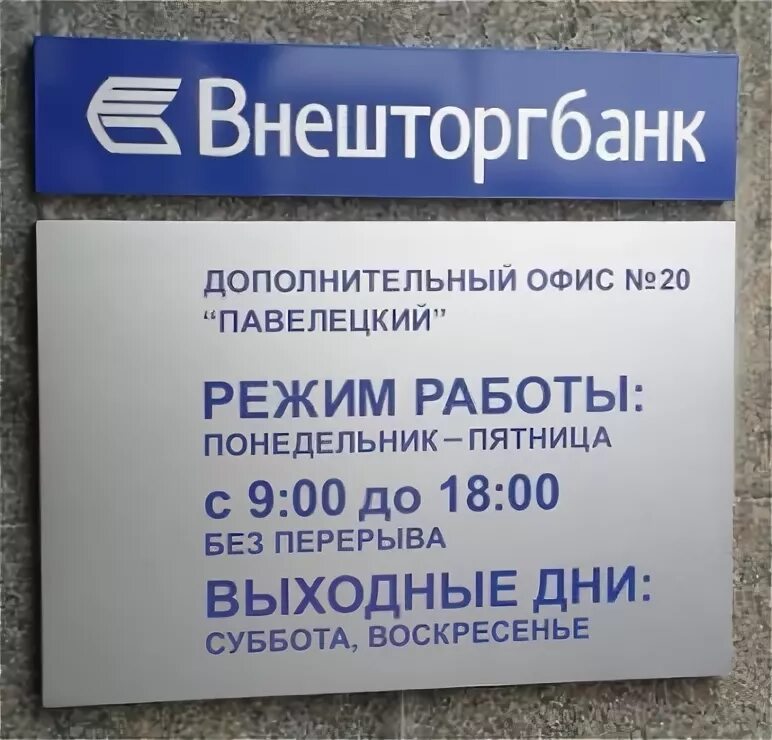 Внешторгбанк
ДОПОЛНИТЕЛЬНЫЙ ОФИС №20
“ПАВЕЛЕЦКИЙ”
РЕЖИМ РАБОТЫ:
ПОНЕДЕЛЬНИК – ПЯТНИЦА
с 9:00 до 18:00
БЕЗ ПЕРЕРЫВА
ВЫХОДНЫЕ ДНИ:
СУББОТА, ВОСКРЕСЕНЬЕ